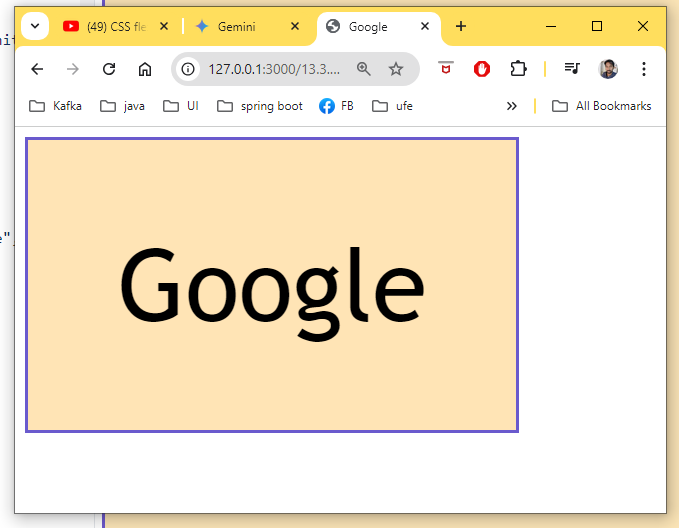 (49) CSS fle
Gemini
Google
127.0.0.1:3000/13.3....
Kafka
java
UI
spring boot
FB
ufe
All Bookmarks
Google